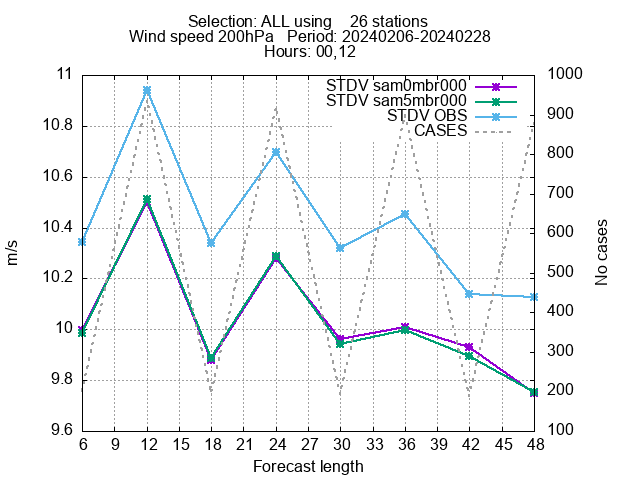 Selection: ALL using 26 stations
Wind speed 200hPa Period: 20240206-20240228
Hours: 00,12
STDV sam0mbr000
STDV sam5mbr000
STDV OBS
CASES
11
10.8
10.6
10.4
10.2
10
9.8
9.6
m/s
1000
900
800
700
600
500
400
300
200
100
No cases
6 9 12 15 18 21 24 27 30 33 36 39 42 45 48
Forecast length